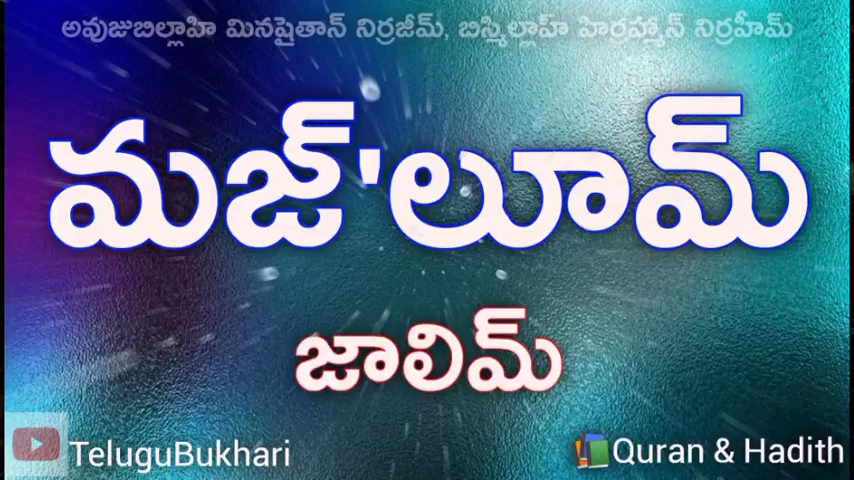 అవుజుబిల్లాహి మినషైతాన్ నిర్రజీమ్, బిస్మిల్లాహ్ హిర్రహ్మాన్ నిర్రహీమ్
మజ్'లూమ్
జాలిమ్
TeluguBukhari
Quran & Hadith